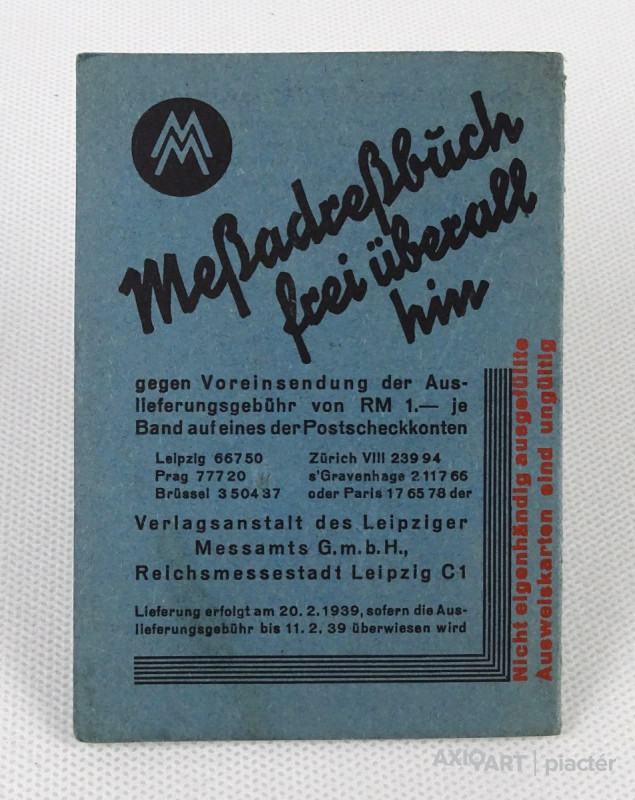 MM
Meßadreßbuch
frei überall
hin
gegen Voreinsendung der Aus-
lieferungsgebühr von RM 1.— je
Band auf eines der Postscheckkonten
Leipzig 66750 Zürich VIII 23994
Prag 77720 s'Gravenhage 211766
Brüssel 350437 oder Paris 176578 der
Verlagsanstalt des Leipziger
Messamts G.m.b.H.,
Reichsmessestadt Leipzig C1
Lieferung erfolgt am 20.2.1939, sofern die Aus-
lieferungsgebühr bis 11.2.39 überwiesen wird
Nicht eigenhändig ausgefüllte
Ausweiskarten sind ungültig
AXIOART | piactér